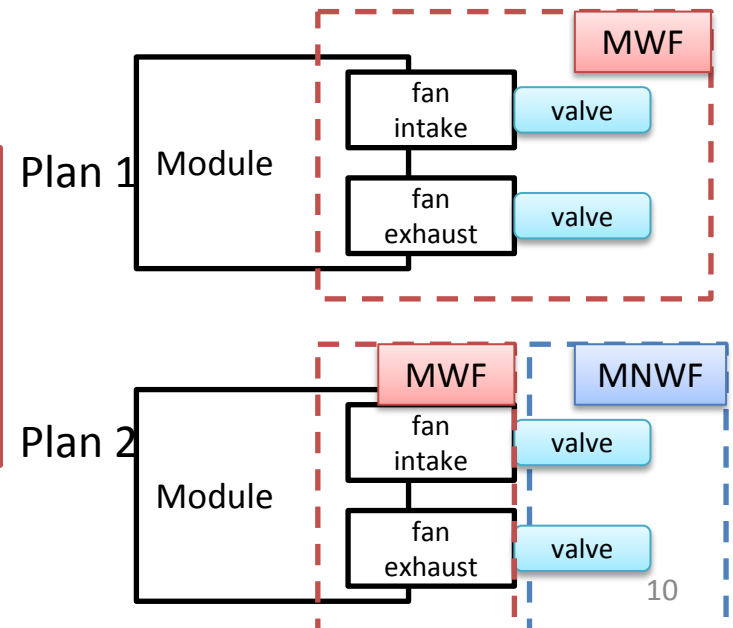 MWF
fan
intake
valve
Plan 1
Module
fan
exhaust
valve
MWF
MNWF
fan
intake
valve
Plan 2
Module
fan
exhaust
valve
10